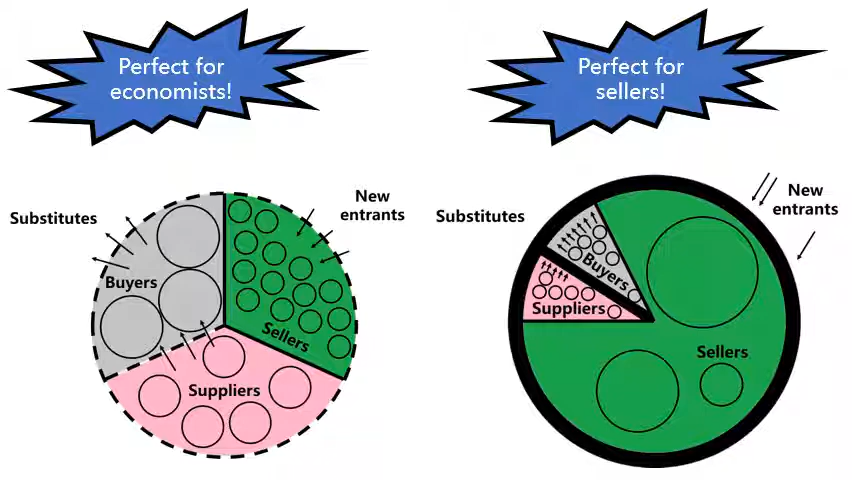 Perfect for
economists!
Perfect for
sellers!
Substitutes
New
entrants
Buyers
Sellers
Suppliers
Substitutes
New
entrants
Buyers
Suppliers
Sellers